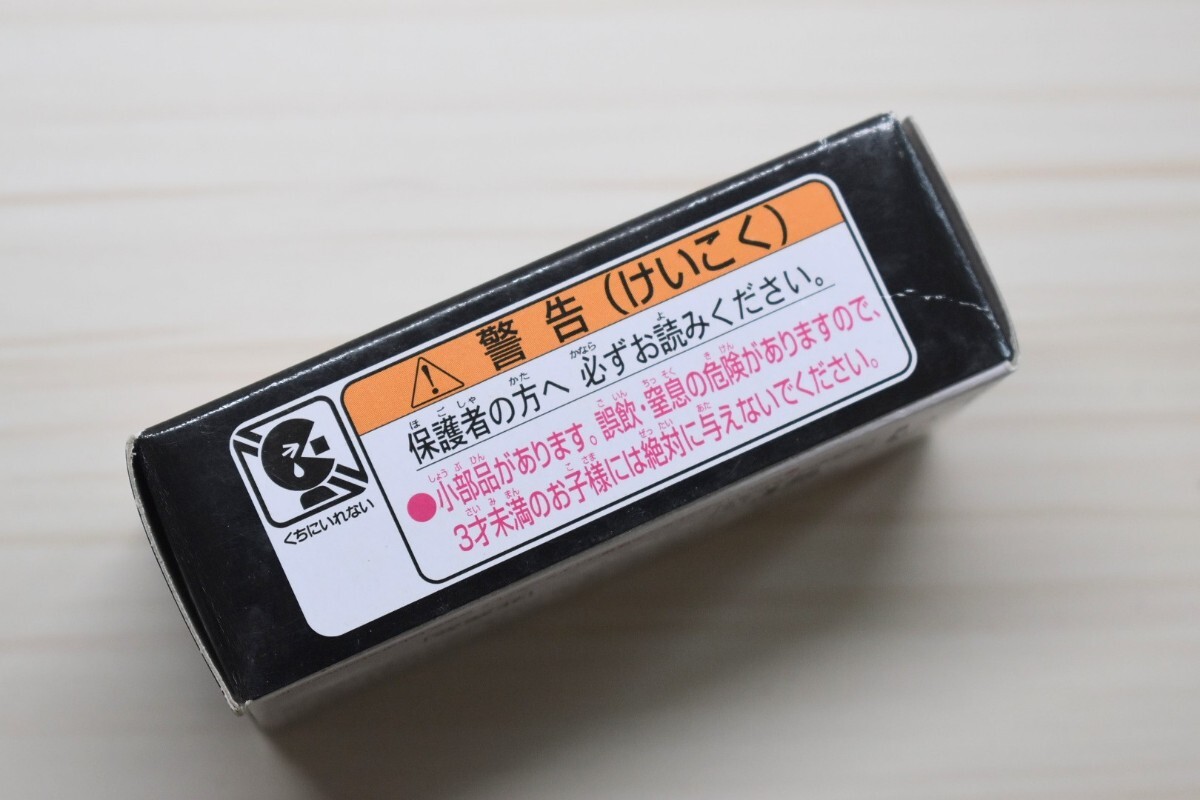 警告(けいこく)
保護者の方へ 必ずお読みください。
●小部品があります。誤飲・窒息の危険がありますので、
3才未満のお子様には絶対に与えないでください。
くちにいれない